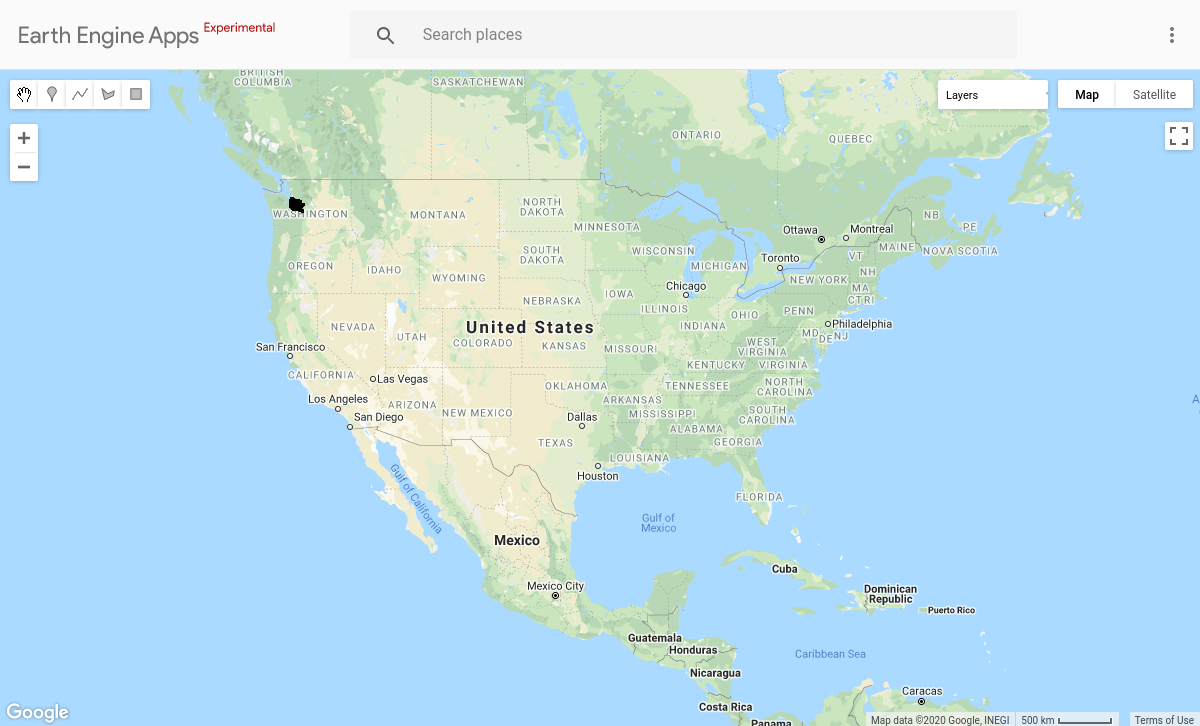 Earth Engine Apps Experimental
Search places
Layers
Map
Satellite
BRITISH
COLUMBIA
SASKATCHEWAN
ONTARIO
QUEBEC
WASHINGTON
MONTANA
NORTH
DAKOTA
MINNESOTA
Ottawa
Montreal
NB
PE
NOVA SCOTIA
MAINE
OREGON
IDAHO
WYOMING
SOUTH
DAKOTA
WISCONSIN
MICHIGAN
Toronto
VT
NH
NEW YORK
MA
CT
RI
Chicago
IOWA
NEBRASKA
ILLINOIS
INDIANA
OHIO
PENN
Philadelphia
MD
DE
NJ
United States
NEVADA
UTAH
COLORADO
KANSAS
MISSOURI
WEST
VIRGINIA
KENTUCKY
VIRGINIA
San Francisco
CALIFORNIA
Las Vegas
OKLAHOMA
TENNESSEE
NORTH
CAROLINA
Los Angeles
ARIZONA
NEW MEXICO
ARKANSAS
MISSISSIPPI
SOUTH
CAROLINA
San Diego
Dallas
ALABAMA
GEORGIA
TEXAS
LOUISIANA
Houston
FLORIDA
Gulf of California
Gulf of
Mexico
Mexico
Mexico City
Cuba
Dominican
Republic
Puerto Rico
Guatemala
Honduras
Caribbean Sea
Nicaragua
Caracas
Costa Rica
Panama
A
Google
Map data ©2020 Google, INEGI
500 km
Terms of Use